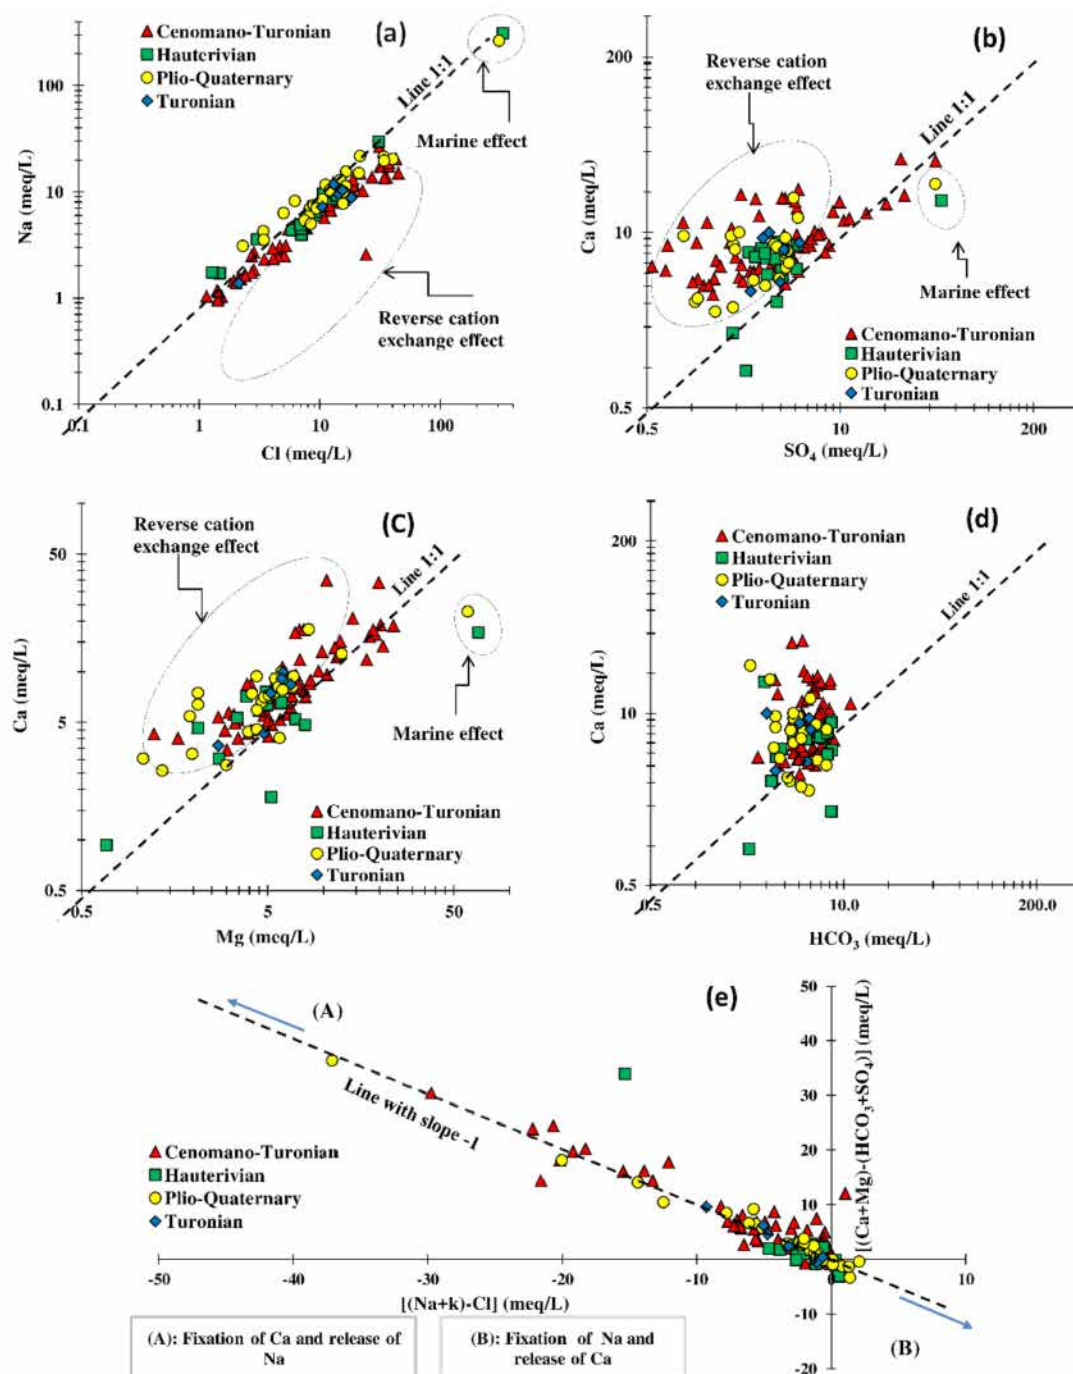 (a)
Cenomano-Turonian
Hauterivian
Plio-Quaternary
Turonian
Line 1:1
Marine effect
Reverse cation
exchange effect
100
10
1
0.1
Na (meq/L)
0.1
1
10
100
Cl (meq/L)
(b)
Reverse cation
exchange effect
Line 1:1
Marine effect
Cenomano-Turonian
Hauterivian
Plio-Quaternary
Turonian
200
10
0.5
Ca (meq/L)
0.5
10
200
SO4 (meq/L)
(C)
Reverse cation
exchange effect
Line 1:1
Marine effect
Cenomano-Turonian
Hauterivian
Plio-Quaternary
Turonian
50
5
0.5
Ca (meq/L)
0.5
5
50
Mg (meq/L)
(d)
Cenomano-Turonian
Hauterivian
Plio-Quaternary
Turonian
Line 1:1
200
10
0.5
Ca (meq/L)
0.5
10.0
200.0
HCO3 (meq/L)
(e)
(A)
Line with slope -1
Cenomano-Turonian
Hauterivian
Plio-Quaternary
Turonian
50
40
30
20
10
0
-10
-20
[(Ca+Mg)-(HCO3+SO4)] (meq/L)
-50
-40
-30
-20
-10
0
10
[(Na+k)-Cl] (meq/L)
(B)
(A): Fixation of Ca and release of
Na
(B): Fixation of Na and
release of Ca